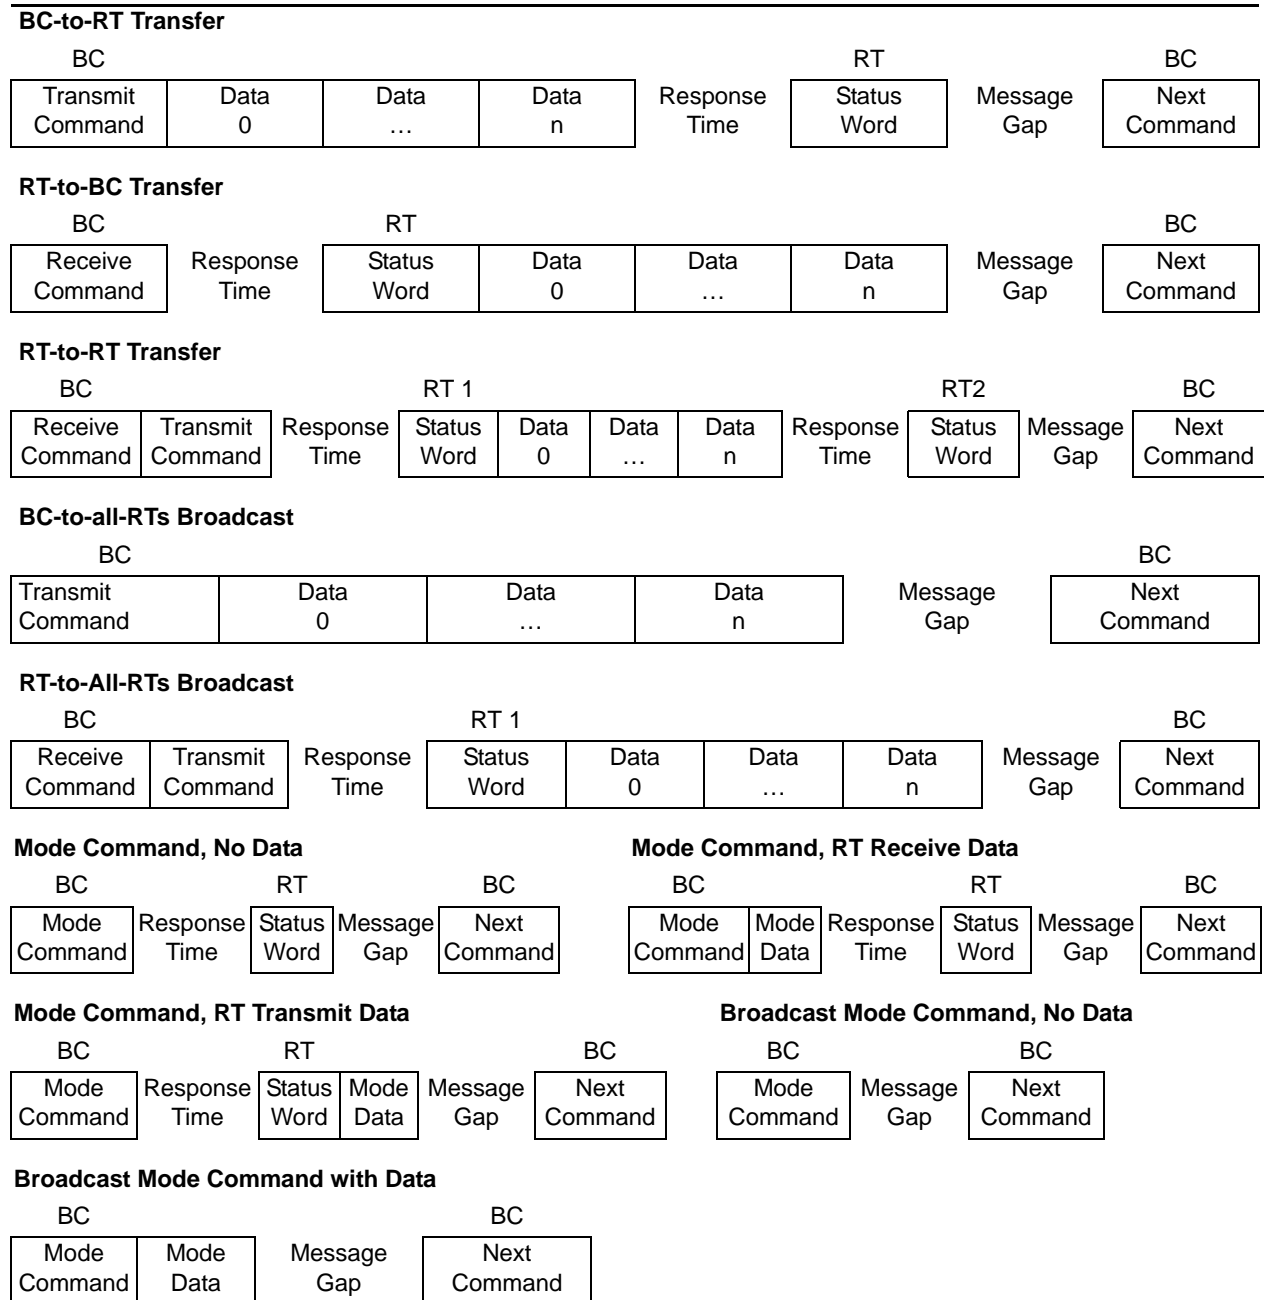 BC-to-RT Transfer
BC RT BC
Transmit Data Data Data Response Status Message Next
Command 0 … n Time Word Gap Command
RT-to-BC Transfer
BC RT BC
Receive Response Status Data Data Data Message Next
Command Time Word 0 … n Gap Command
RT-to-RT Transfer
BC RT 1 RT2 BC
Receive Transmit Response Status Data Data Data Response Status Message Next
Command Command Time Word 0 … n Time Word Gap Command
BC-to-all-RTs Broadcast
BC BC
Transmit Data Data Data Message Next
Command 0 … n Gap Command
RT-to-All-RTs Broadcast
BC RT 1 BC
Receive Transmit Response Status Data Data Data Message Next
Command Command Time Word 0 … n Gap Command
Mode Command, No Data Mode Command, RT Receive Data
BC RT BC BC RT BC
Mode Response Status Message Next Mode Mode Response Status Message Next
Command Time Word Gap Command Command Data Time Word Gap Command
Mode Command, RT Transmit Data Broadcast Mode Command, No Data
BC RT BC BC BC
Mode Response Status Mode Message Next Mode Message Next
Command Time Word Data Gap Command Command Gap Command
Broadcast Mode Command with Data
BC BC
Mode Mode Message Next
Command Data Gap Command